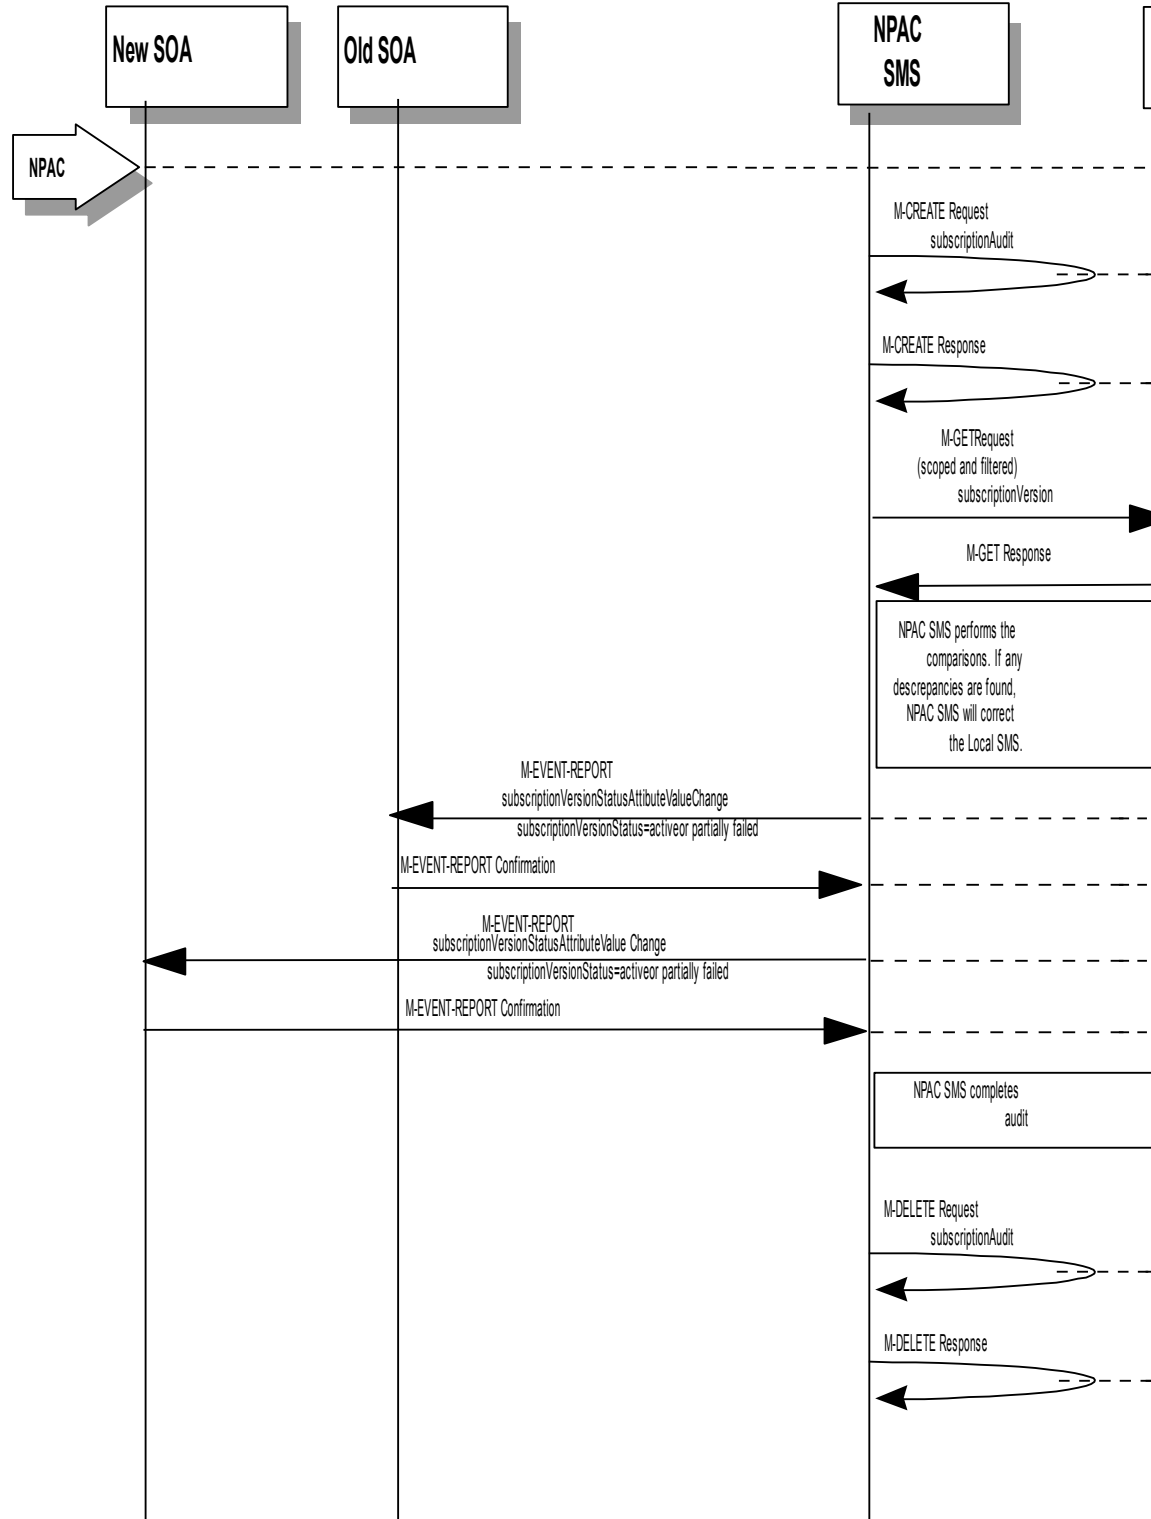 New SOA
Old SOA
NPAC
SMS
NPAC
M-CREATE Request
subscriptionAudit
M-CREATE Response
M-GETRequest
(scoped and filtered)
subscriptionVersion
M-GET Response
NPAC SMS performs the
comparisons. If any
descrepancies are found,
NPAC SMS will correct
the Local SMS.
M-EVENT-REPORT
subscriptionVersionStatusAttibuteValueChange
subscriptionVersionStatus=activeor partially failed
M-EVENT-REPORT Confirmation
M-EVENT-REPORT
subscriptionVersionStatusAttributeValue Change
subscriptionVersionStatus=activeor partially failed
M-EVENT-REPORT Confirmation
NPAC SMS completes
audit
M-DELETE Request
subscriptionAudit
M-DELETE Response